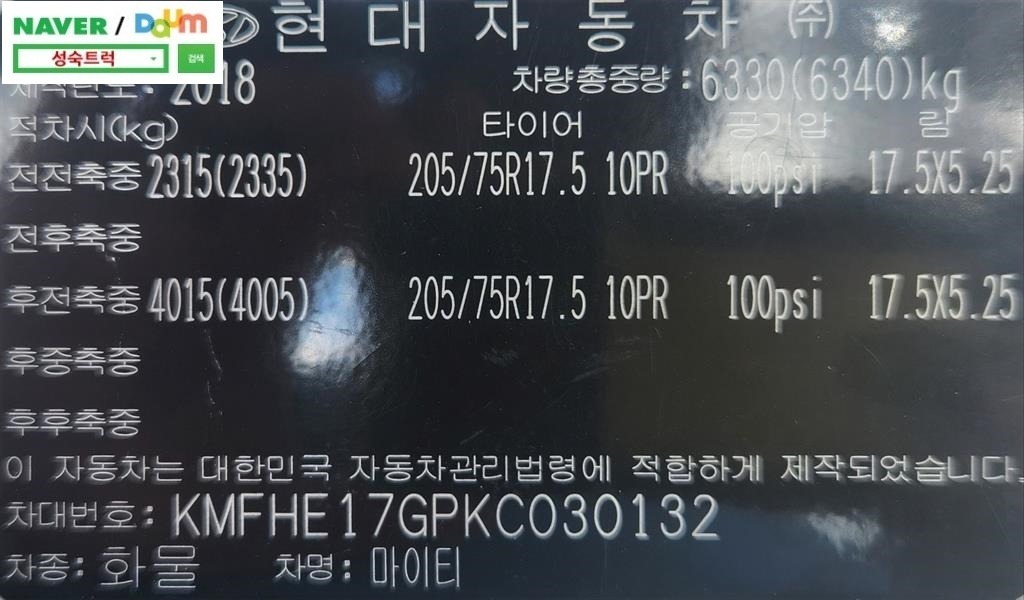 NAVER / Daum
성숙트럭 검색
현대자동차 (주)
제작년도: 2018 차량총중량: 6330(6340)kg
적차시(kg) 타이어 공기압 림
전전축중 2315(2335) 205/75R17.5 10PR 100psi 17.5X5.25
전후축중
후전축중 4015(4005) 205/75R17.5 10PR 100psi 17.5X5.25
후중축중
후후축중
이 자동차는 대한민국 자동차관리법령에 적합하게 제작되었습니다.
차대번호: KMFHE17GPKC030132
차종: 화물 차명: 마이티